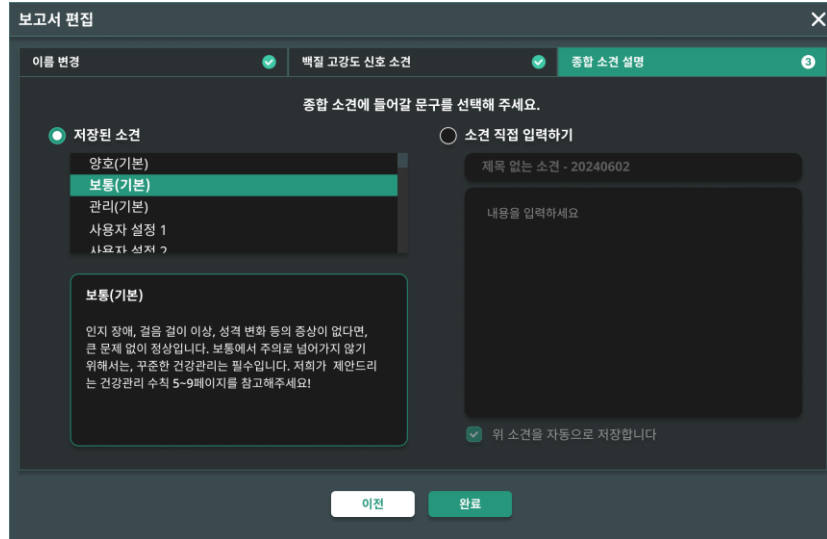 보고서 편집
이름 변경
백질 고강도 신호 소견
종합 소견 설명
3
종합 소견에 들어갈 문구를 선택해 주세요.
저장된 소견
양호(기본)
보통(기본)
관리(기본)
사용자 설정 1
사용자 설정 2
보통(기본)
인지 장애, 걸음 걸이 이상, 성격 변화 등의 증상이 없다면,
큰 문제 없이 정상입니다. 보통에서 주의로 넘어가지 않기
위해서는, 꾸준한 건강관리는 필수입니다. 저희가 제안드리
는 건강관리 수칙 5~9페이지를 참고해주세요!
소견 직접 입력하기
제목 없는 소견 - 20240602
내용을 입력하세요
위 소견을 자동으로 저장합니다
이전
완료